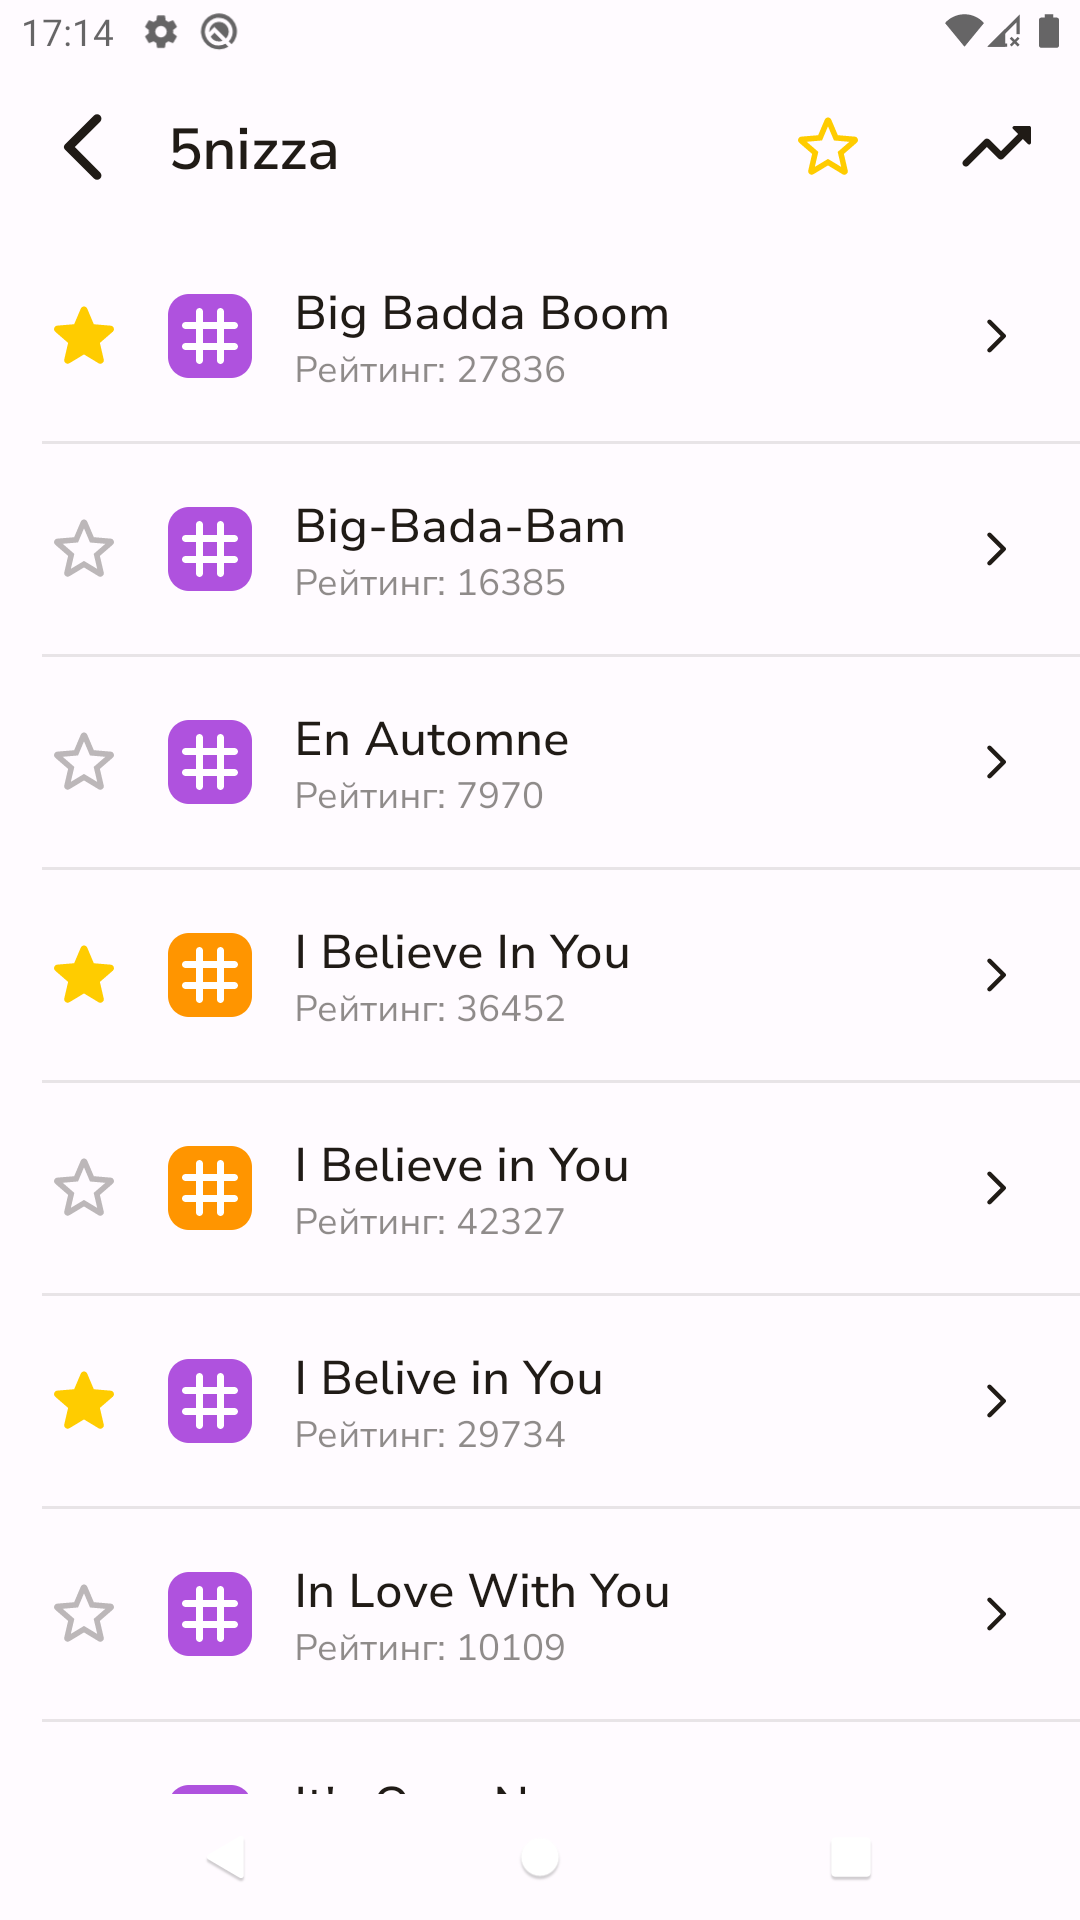 17:14
5nizza
Big Badda Boom
Рейтинг: 27836
Big-Bada-Bam
Рейтинг: 16385
En Automne
Рейтинг: 7970
I Believe In You
Рейтинг: 36452
I Believe in You
Рейтинг: 42327
I Belive in You
Рейтинг: 29734
In Love With You
Рейтинг: 10109